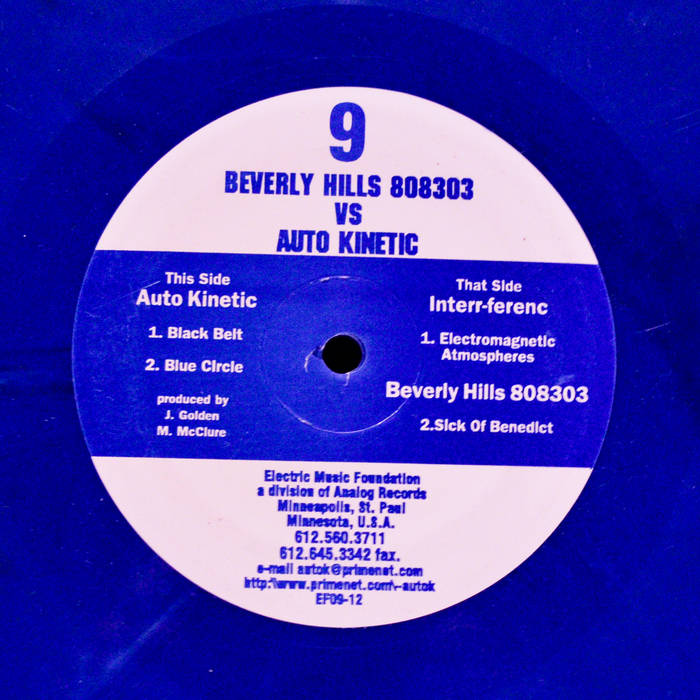 9
BEVERLY HILLS 808303
VS
AUTO KINETIC
This Side
Auto Kinetic
1. Black Belt
2. Blue Circle
produced by
J. Golden
M. McClure
That Side
Interr-ferenc
1. Electromagnetic
Atmospheres
Beverly Hills 808303
2.Sick Of Benedict
Electric Music Foundation
a division of Analog Records
Minneapolis, St. Paul
Minnesota, U.S.A.
612.560.3711
612.645.3342 fax.
e-mail autok@primenet.com
http:\\www.primenet.com\~autok
EF09-12